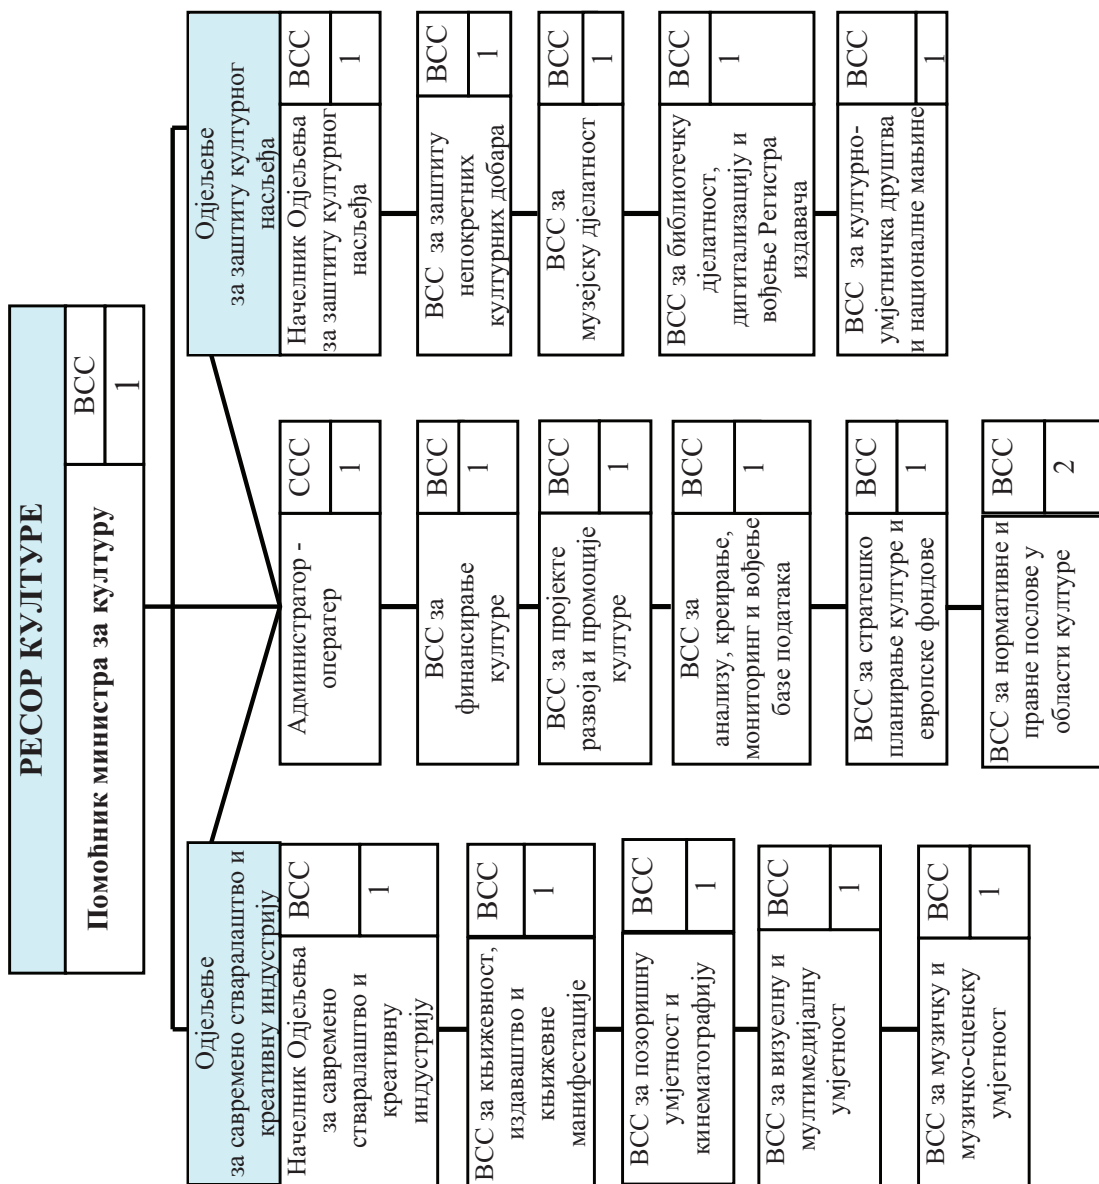 РЕСОР КУЛТУРЕ
Помоћник министра за културу
ВСС
1
Одјељење
за савремено стваралаштво и
креативну индустрију
Начелник Одјељења
за савремено
стваралаштво и
креативну
индустрију
ВСС
1
ВСС за књижевност,
издаваштво и
књижевне
манифестације
ВСС
1
ВСС за позоришну
умјетност и
кинематографију
ВСС
1
ВСС за визуелну и
мултимедијалну
умјетност
ВСС
1
ВСС за музичку и
музичко-сценску
умјетност
ВСС
1
Администратор -
оператер
ССС
1
ВСС за
финансирање
културе
ВСС
1
ВСС за пројекте
развоја и промоције
културе
ВСС
1
ВСС за
анализу, креирање,
мониторинг и вођење
базе података
ВСС
1
ВСС за стратешко
планирање културе и
европске фондове
ВСС
1
ВСС за нормативне и
правне послове у
области културе
ВСС
2
Одјељење
за заштиту културног
насљеђа
Начелник Одјељења
за заштиту културног
насљеђа
ВСС
1
ВСС за заштиту
непокретних
културних добара
ВСС
1
ВСС за
музејску дјелатност
ВСС
1
ВСС за библиотечку
дјелатност,
дигитализацију и
вођење Регистра
издавача
ВСС
1
ВСС за културно-
умјетничка друштва
и националне мањине
ВСС
1